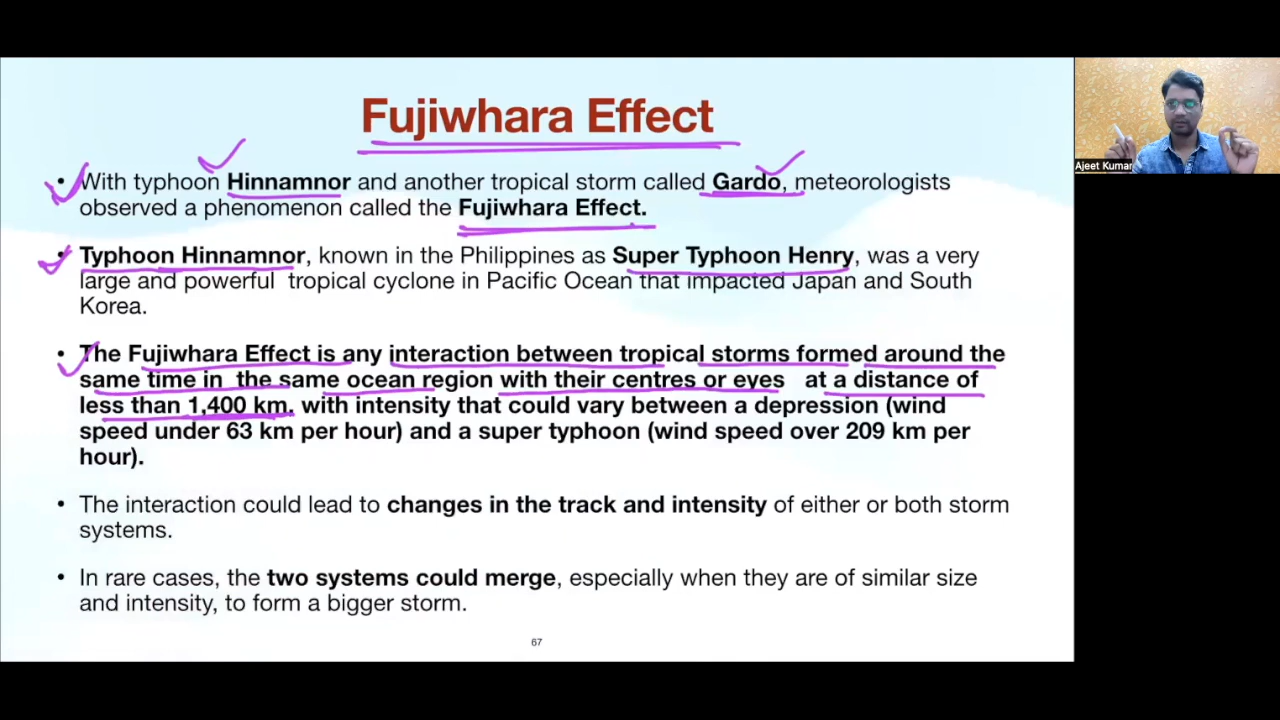 Fujiwhara Effect
• With typhoon Hinnamnor and another tropical storm called Gardo, meteorologists
observed a phenomenon called the Fujiwhara Effect.
• Typhoon Hinnamnor, known in the Philippines as Super Typhoon Henry, was a very
large and powerful tropical cyclone in Pacific Ocean that impacted Japan and South
Korea.
• The Fujiwhara Effect is any interaction between tropical storms formed around the
same time in the same ocean region with their centres or eyes at a distance of
less than 1,400 km. with intensity that could vary between a depression (wind
speed under 63 km per hour) and a super typhoon (wind speed over 209 km per
hour).
• The interaction could lead to changes in the track and intensity of either or both storm
systems.
• In rare cases, the two systems could merge, especially when they are of similar size
and intensity, to form a bigger storm.
67
Ajeet Kumar